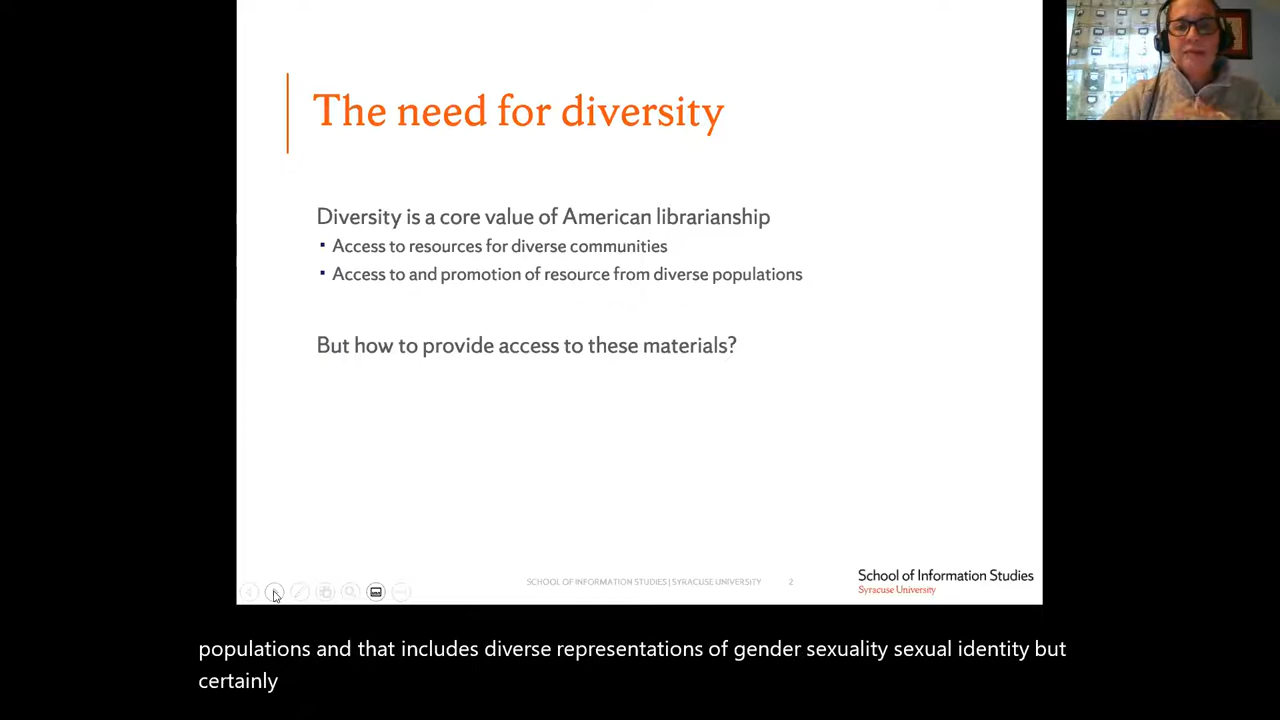 The need for diversity
Diversity is a core value of American librarianship
▪ Access to resources for diverse communities
▪ Access to and promotion of resource from diverse populations
But how to provide access to these materials?
SCHOOL OF INFORMATION STUDIES | SYRACUSE UNIVERSITY 2
School of Information Studies
Syracuse University
populations and that includes diverse representations of gender sexuality sexual identity but
certainly